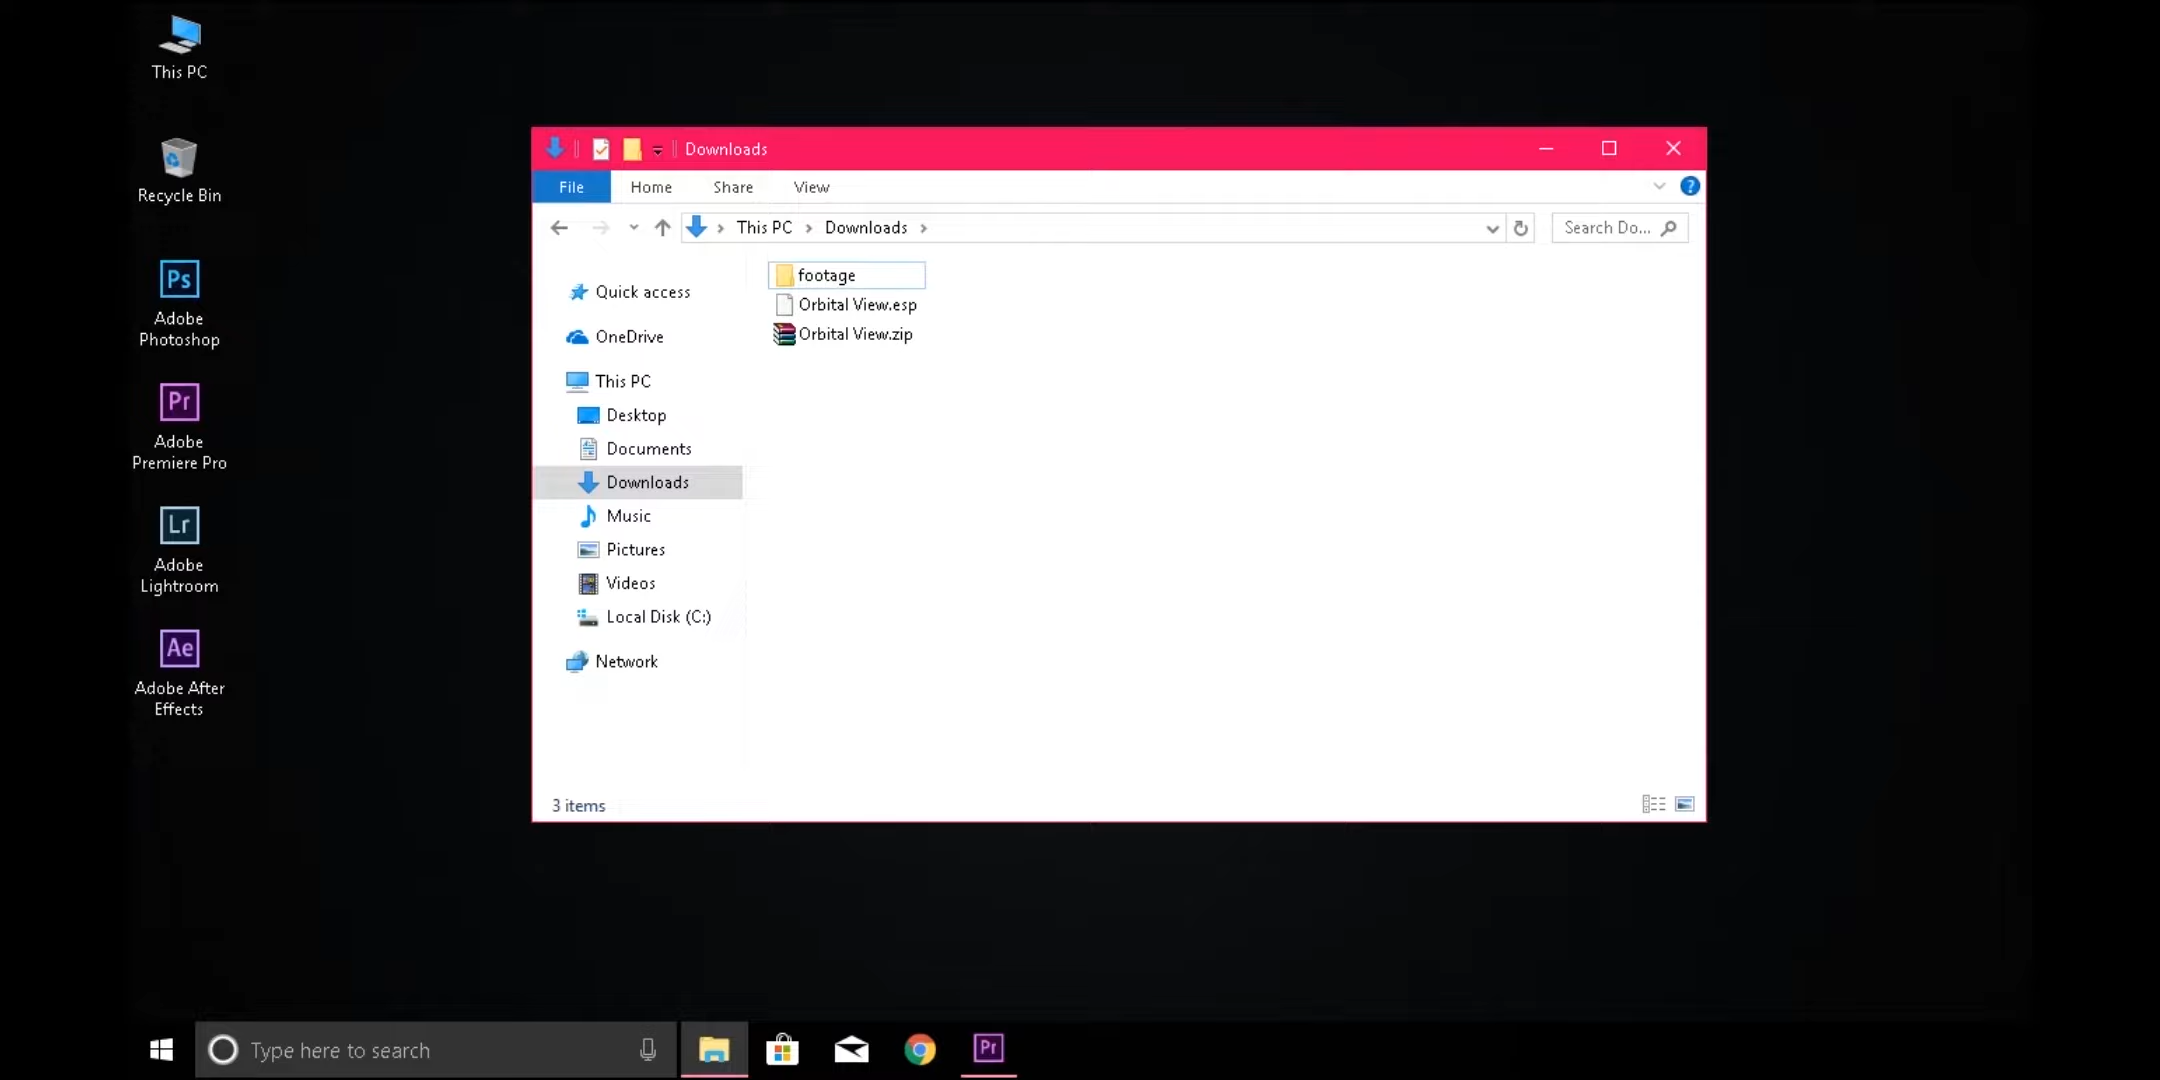 This PC
Recycle Bin
Ps
Adobe
Photoshop
Pr
Adobe
Premiere Pro
Lr
Adobe
Lightroom
Ae
Adobe After
Effects
Downloads
File Home Share View
?
This PC Downloads
Search Do...
Quick access
OneDrive
This PC
Desktop
Documents
Downloads
Music
Pictures
Videos
Local Disk (C:)
Network
footage
Orbital View.esp
Orbital View.zip
3 items
Type here to search
Pr